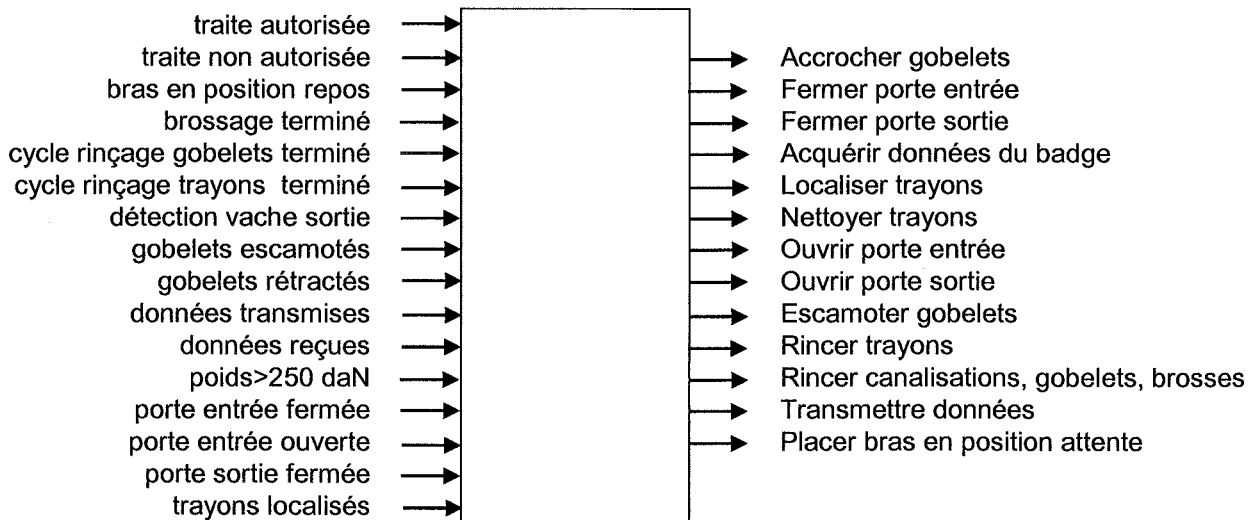 traite autorisée
traite non autorisée
bras en position repos
brossage terminé
cycle rinçage gobelets terminé
cycle rinçage trayons terminé
détection vache sortie
gobelets escamotés
gobelets rétractés
données transmises
données reçues
poids>250 daN
porte entrée fermée
porte entrée ouverte
porte sortie fermée
trayons localisés
Accrocher gobelets
Fermer porte entrée
Fermer porte sortie
Acquérir données du badge
Localiser trayons
Nettoyer trayons
Ouvrir porte entrée
Ouvrir porte sortie
Escamoter gobelets
Rincer trayons
Rincer canalisations, gobelets, brosses
Transmettre données
Placer bras en position attente